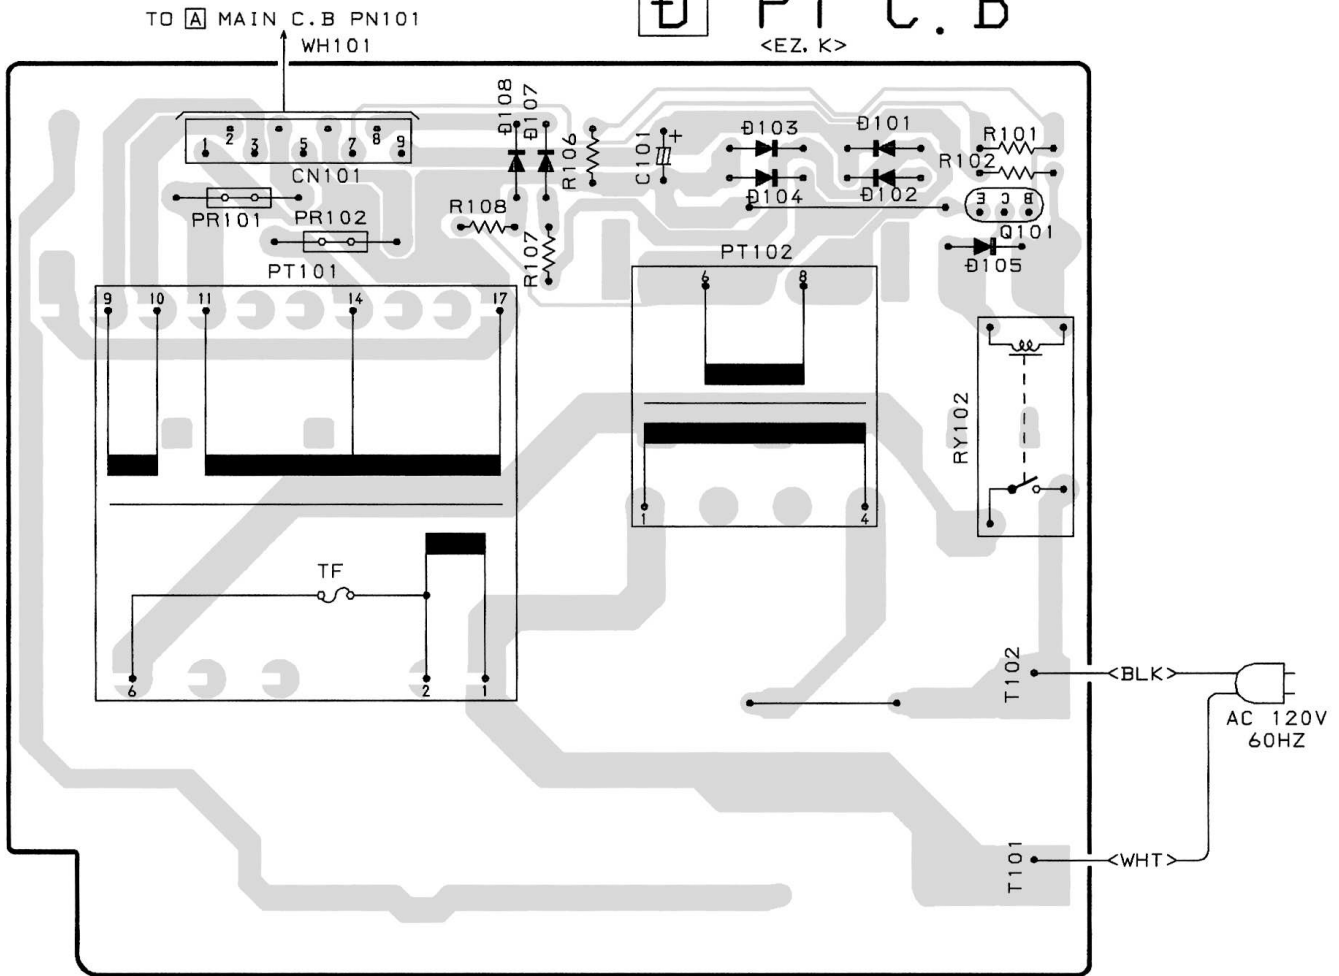 D PT C.B
TO A MAIN C.B PN101
WH101
<EZ.K>
1 2 3 5 7 8 9
CN101
PR101
PR102
D108
D107
R106
C101
+
D103
D104
D101
D102
R101
R102
E C B
Q101
D105
R108
R107
PT101
9 10 11 14 17
TF
6 2 1
PT102
6 8
1 4
RY102
T102
<BLK>
AC 120V
60HZ
T101
<WHT>